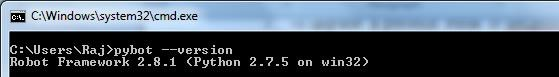 C:\Windows\system32\cmd.exe
C:\Users\Raj>pybot --version
Robot Framework 2.8.1 (Python 2.7.5 on win32)